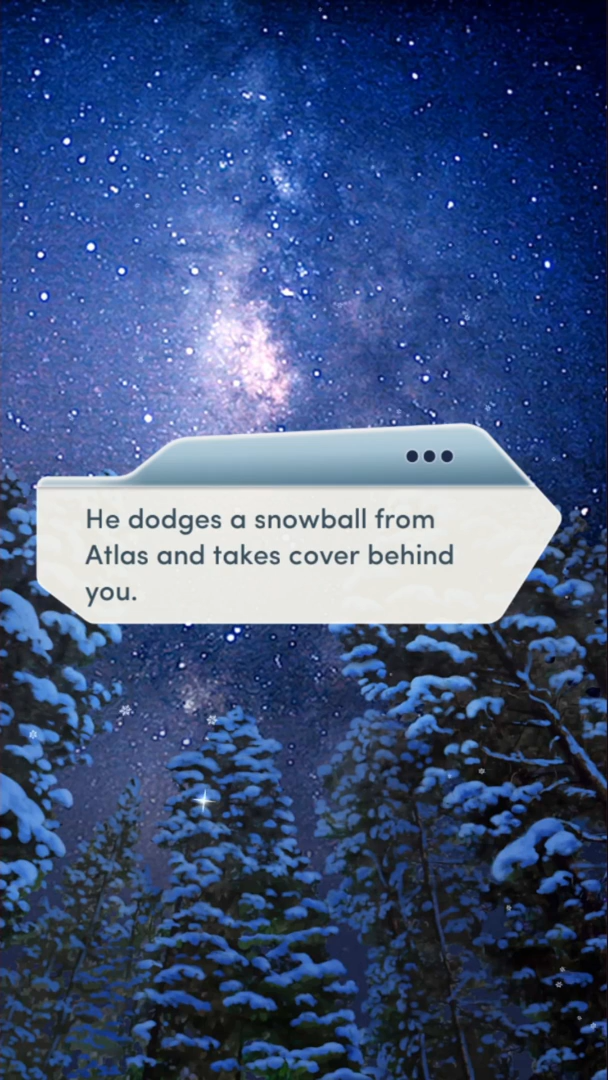 He dodges a snowball from
Atlas and takes cover behind
you.